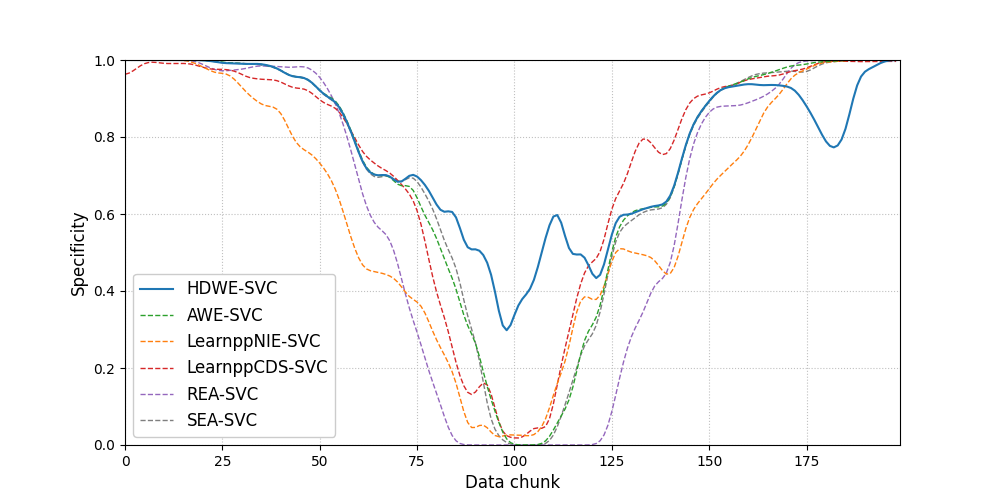 1.0
0.8
0.6
0.4
0.2
0.0
Specificity
HDWE-SVC
AWE-SVC
LearnppNIE-SVC
LearnppCDS-SVC
REA-SVC
SEA-SVC
0 25 50 75 100 125 150 175
Data chunk